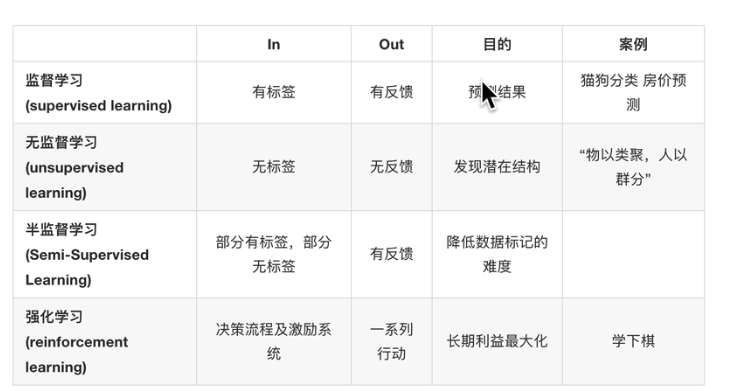 In Out 目的 案例
监督学习
(supervised learning) 有标签 有反馈 预测结果 猫狗分类 房价预
测
无监督学习
(unsupervised
learning) 无标签 无反馈 发现潜在结构 “物以类聚，人以
群分”
半监督学习
(Semi-Supervised
Learning) 部分有标签，部分
无标签 有反馈 降低数据标记的
难度
强化学习
(reinforcement
learning) 决策流程及激励系
统 一系列
行动 长期利益最大化 学下棋